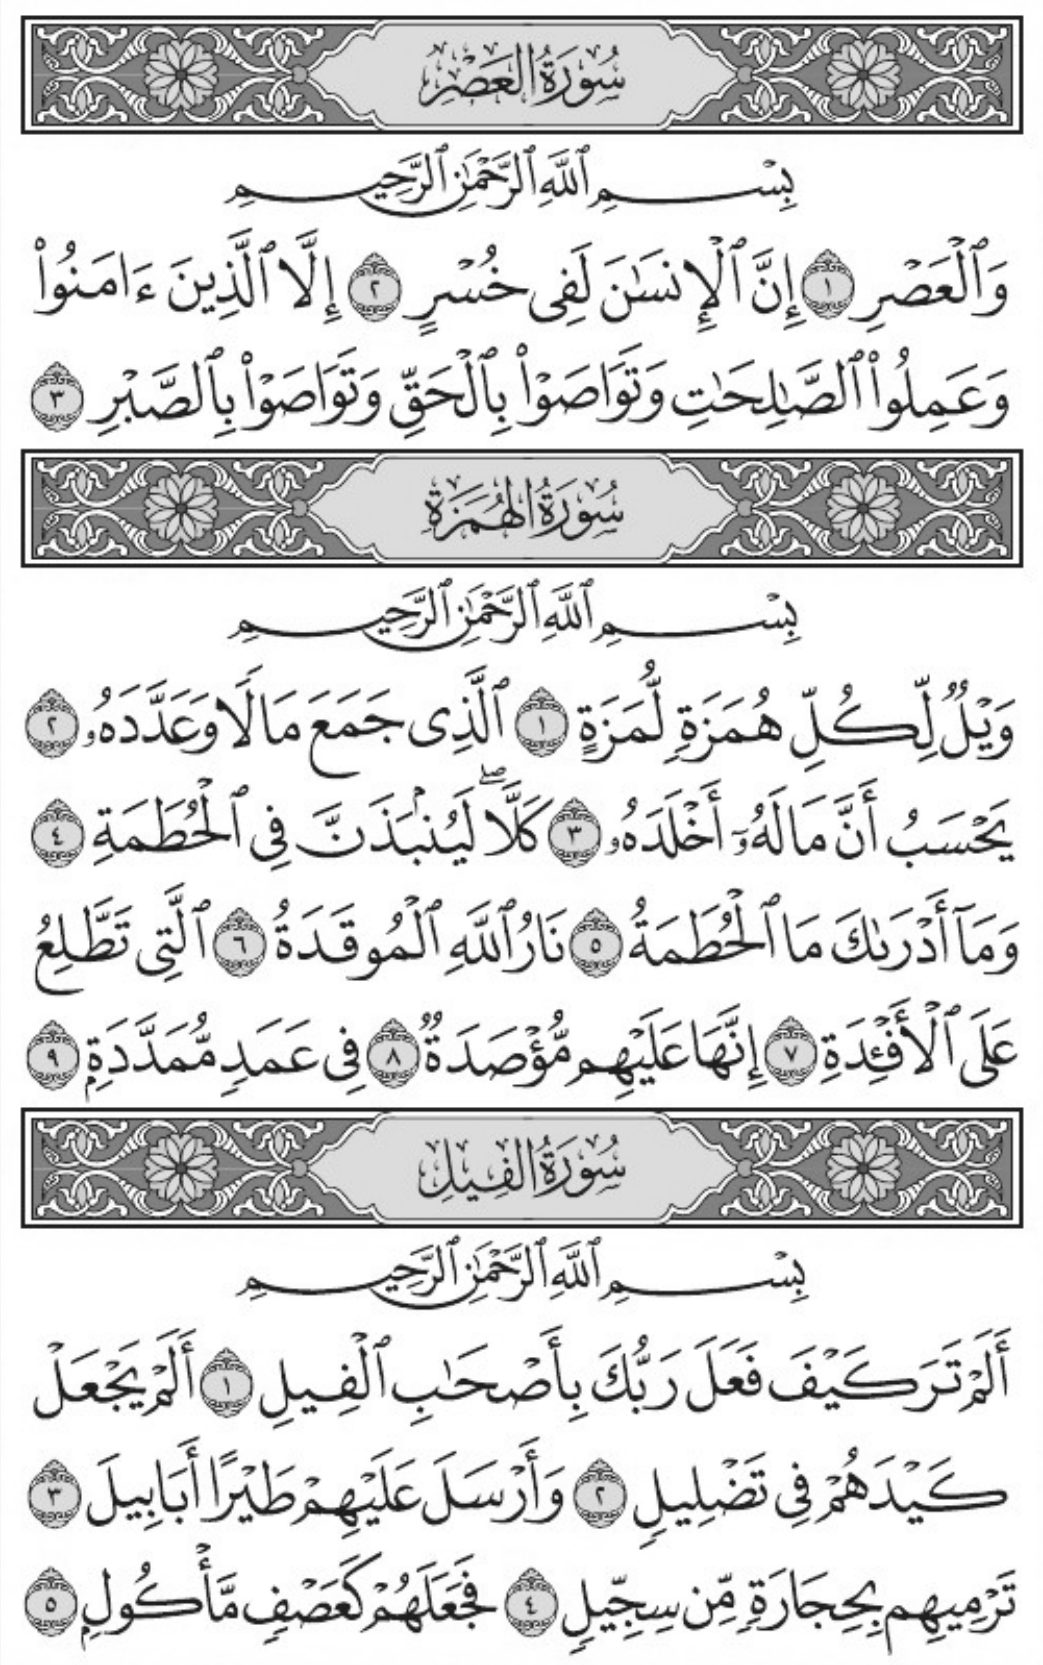 سُورَةُ العَصۡرِ
بِسۡمِ ٱللَّهِ ٱلرَّحۡمَٰنِ ٱلرَّحِيمِ
وَٱلۡعَصۡرِ ١ إِنَّ ٱلۡإِنسَٰنَ لَفِي خُسۡرٍ ٢ إِلَّا ٱلَّذِينَ ءَامَنُواْ
وَعَمِلُواْ ٱلصَّٰلِحَٰتِ وَتَوَاصَوۡاْ بِٱلۡحَقِّ وَتَوَاصَوۡاْ بِٱلصَّبۡرِ ٣
سُورَةُ الهُمَزَةِ
بِسۡمِ ٱللَّهِ ٱلرَّحۡمَٰنِ ٱلرَّحِيمِ
وَيۡلٞ لِّكُلِّ هُمَزَةٖ لُّمَزَةٍ ١ ٱلَّذِي جَمَعَ مَالٗا وَعَدَّدَهُۥ ٢
يَحۡسَبُ أَنَّ مَالَهُۥٓ أَخۡلَدَهُۥ ٣ كَلَّاۖ لَيُنۢبَذَنَّ فِي ٱلۡحُطَمَةِ ٤
وَمَآ أَدۡرَىٰكَ مَا ٱلۡحُطَمَةُ ٥ نَارُ ٱللَّهِ ٱلۡمُوقَدَةُ ٦ ٱلَّتِي تَطَّلِعُ
عَلَى ٱلۡأَفۡـِٔدَةِ ٧ إِنَّهَا عَلَيۡهِم مُّؤۡصَدَةٞ ٨ فِي عَمَدٖ مُّمَدَّدَةِۭ ٩
سُورَةُ الفِيلِ
بِسۡمِ ٱللَّهِ ٱلرَّحۡمَٰنِ ٱلرَّحِيمِ
أَلَمۡ تَرَ كَيۡفَ فَعَلَ رَبُّكَ بِأَصۡحَٰبِ ٱلۡفِيلِ ١ أَلَمۡ يَجۡعَلۡ
كَيۡدَهُمۡ فِي تَضۡلِيلٖ ٢ وَأَرۡسَلَ عَلَيۡهِمۡ طَيۡرًا أَبَابِيلَ ٣
تَرۡمِيهِم بِحِجَارَةٖ مِّن سِجِّيلٖ ٤ فَجَعَلَهُمۡ كَعَصۡفٖ مَّأۡكُولِۭ ٥